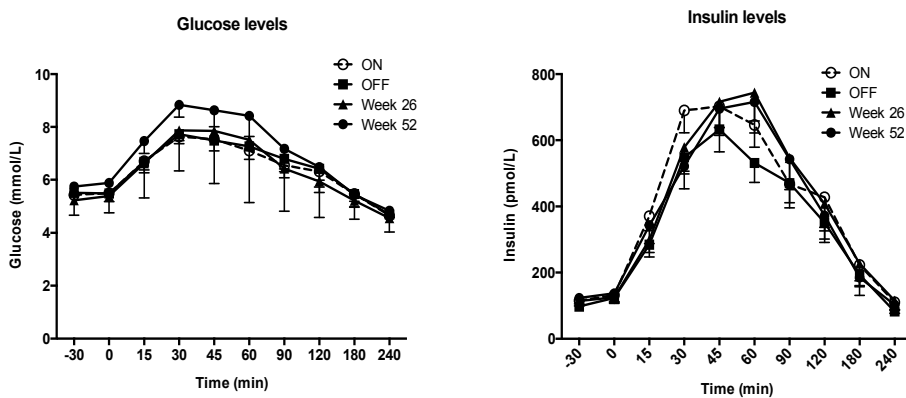 Glucose levels
ON
OFF
Week 26
Week 52
10
8
6
4
2
0
Glucose (mmol/L)
-30 0 15 30 45 60 90 120 180 240
Time (min)
Insulin levels
ON
OFF
Week 26
Week 52
800
600
400
200
0
Insulin (pmol/L)
-30 0 15 30 45 60 90 120 180 240
Time (min)